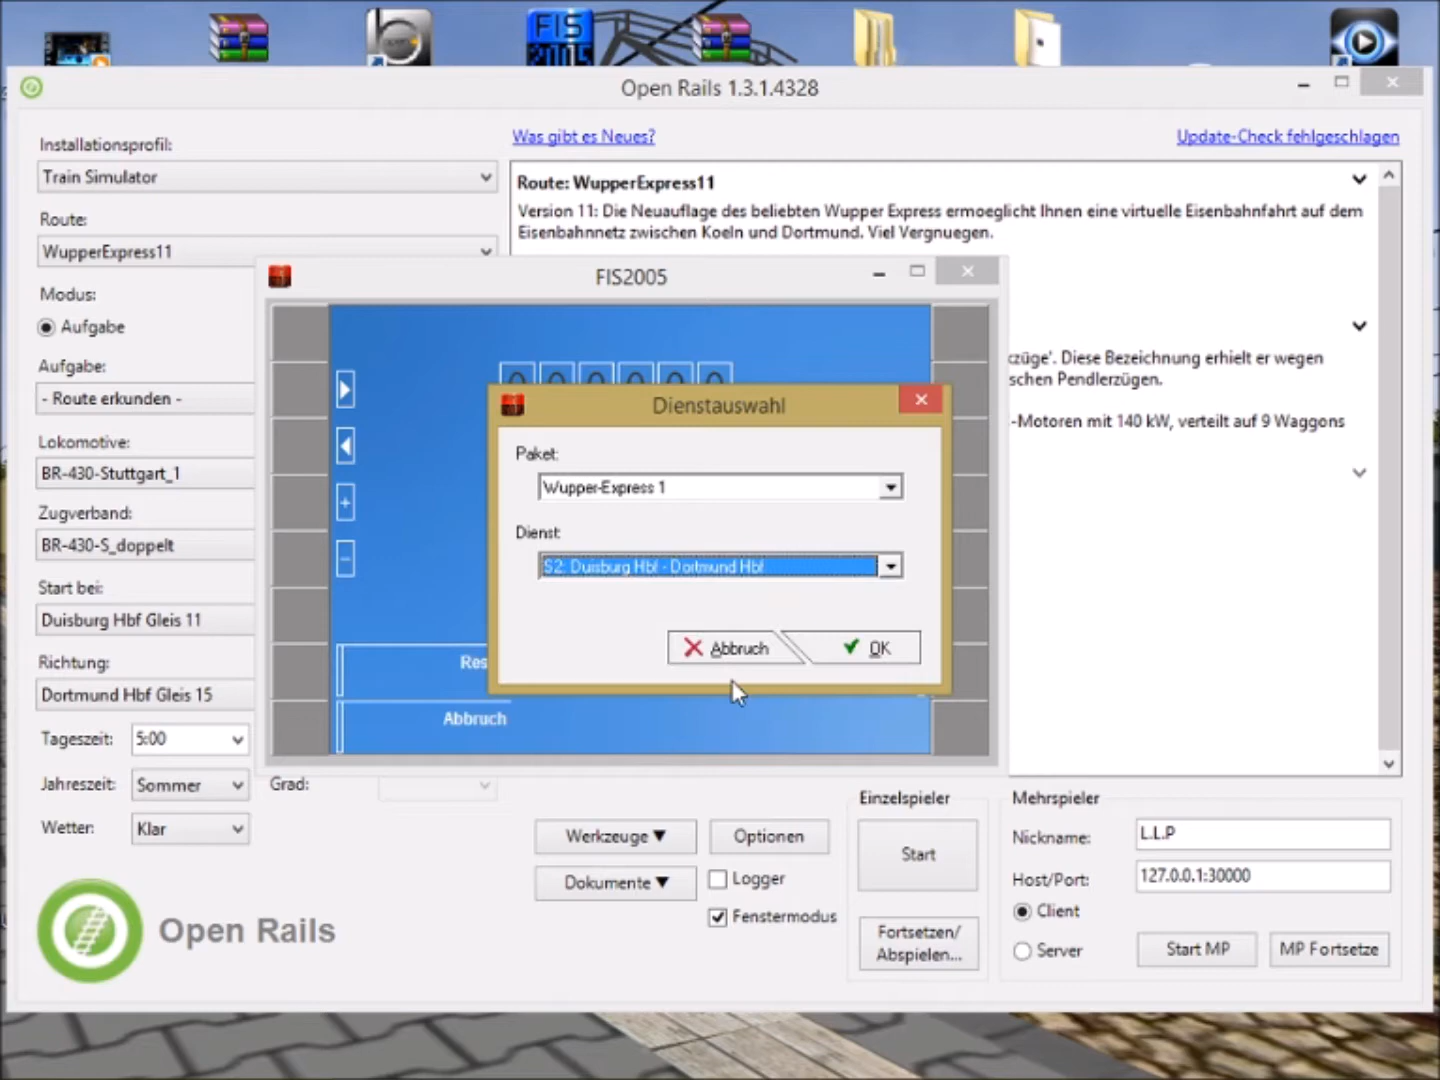 FIS
2005
Open Rails 1.3.1.4328
Installationsprofil:
Was gibt es Neues?
Update-Check fehlgeschlagen
Train Simulator
Route: WupperExpress11
Version 11: Die Neuauflage des beliebten Wupper Express ermoeglicht Ihnen eine virtuelle Eisenbahnfahrt auf dem
Eisenbahnnetz zwischen Koeln und Dortmund. Viel Vergnuegen.
Route:
WupperExpress11
FIS2005
Modus:
Aufgabe
Aufgabe:
- Route erkunden -
kzüge'. Diese Bezeichnung erhielt er wegen
schen Pendlerzügen.
-Motoren mit 140 kW, verteilt auf 9 Waggons
Dienstauswahl
Paket:
Wupper-Express 1
Dienst:
S2: Duisburg Hbf - Dortmund Hbf
Abbruch
OK
Lokomotive:
BR-430-Stuttgart_1
Zugverband:
BR-430-S_doppelt
Start bei:
Duisburg Hbf Gleis 11
Richtung:
Dortmund Hbf Gleis 15
Res
Abbruch
Tageszeit:
5:00
Jahreszeit:
Sommer
Grad:
Wetter:
Klar
Werkzeuge
Optionen
Dokumente
Logger
Fenstermodus
Einzelspieler
Start
Fortsetzen/
Abspielen...
Mehrspieler
Nickname:
L.L.P
Host/Port:
127.0.0.1:30000
Client
Server
Start MP
MP Fortsetze
Open Rails